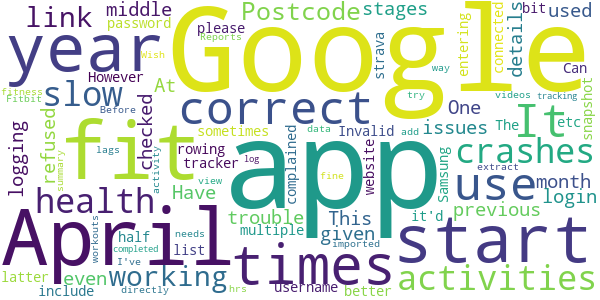 link middle password please Postcode stages bit used
year However Google details strava entering connected Can snapshot
slow At correct One Invalid The etc
logging refused checked fit sometimes rowing tracker app complained issues It
Reports Wish Before Fitbit fitness lags log data fine add try way videos tracking
health Have website Samsung crashes
April times trouble This given it'd use month login
multiple previous extract
summary activity view needs imported
workouts half list username even working better start
latter completed I've include directly hrs activities